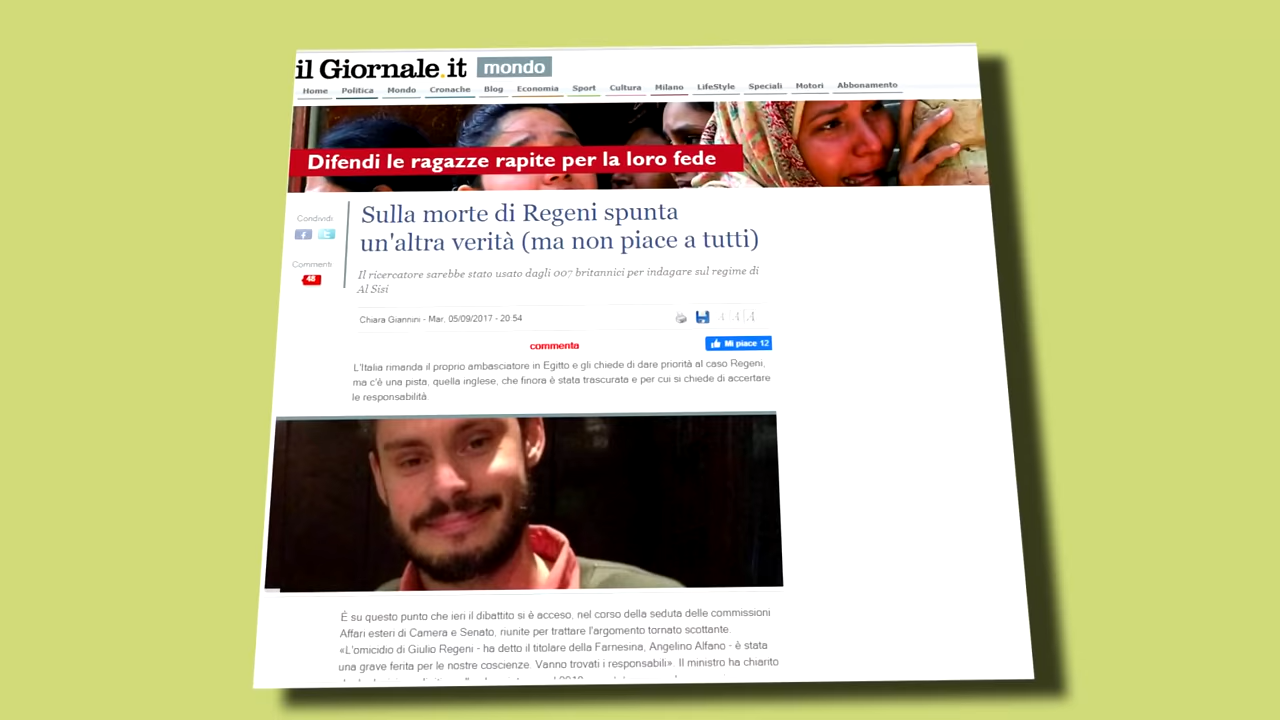 il Giornale.it mondo
Home Politica Mondo Cronache Blog Economia Sport Cultura Milano LifeStyle Speciali Motori Abbonamento
Difendi le ragazze rapite per la loro fede
Condividi
Commenti
48
Sulla morte di Regeni spunta
un'altra verità (ma non piace a tutti)
Il ricercatore sarebbe stato usato dagli 007 britannici per indagare sul regime di
Al Sisi
Chiara Giannini - Mar, 05/09/2017 - 20:54
A A A
commenta
Mi piace 12
L'Italia rimanda il proprio ambasciatore in Egitto e gli chiede di dare priorità al caso Regeni,
ma c'è una pista, quella inglese, che finora è stata trascurata e per cui si chiede di accertare
le responsabilità.
È su questo punto che ieri il dibattito si è acceso, nel corso della seduta delle commissioni
Affari esteri di Camera e Senato, riunite per trattare l'argomento tornato scottante.
«L'omicidio di Giulio Regeni - ha detto il titolare della Farnesina, Angelino Alfano - è stata
una grave ferita per le nostre coscienze. Vanno trovati i responsabili». Il ministro ha chiarito